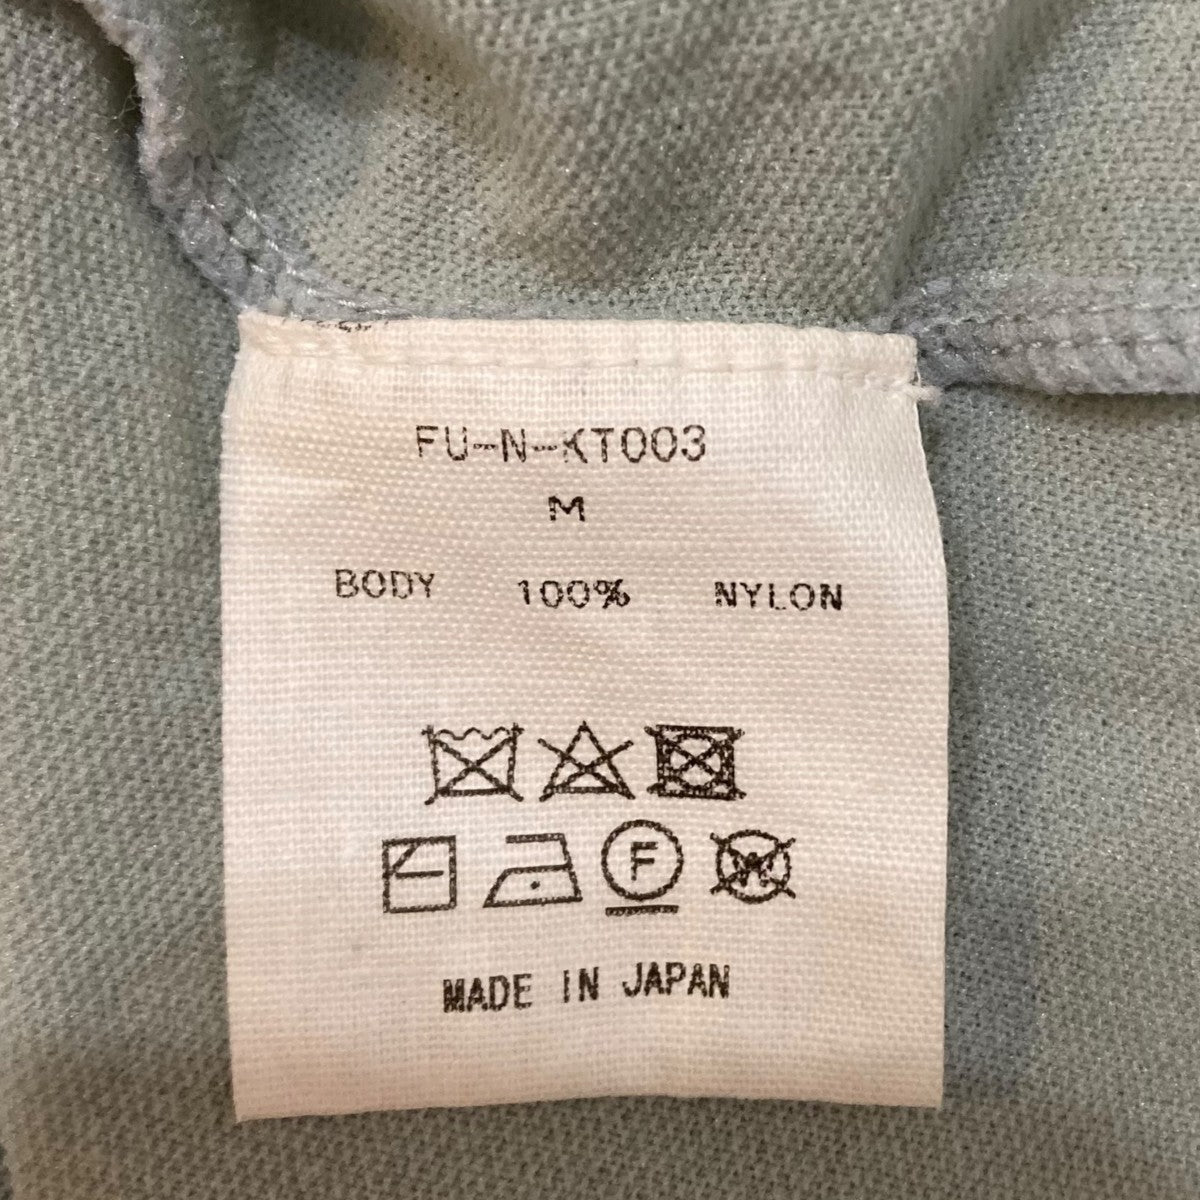 FU-N-KT003
M
BODY 100% NYLON
F W
MADE IN JAPAN